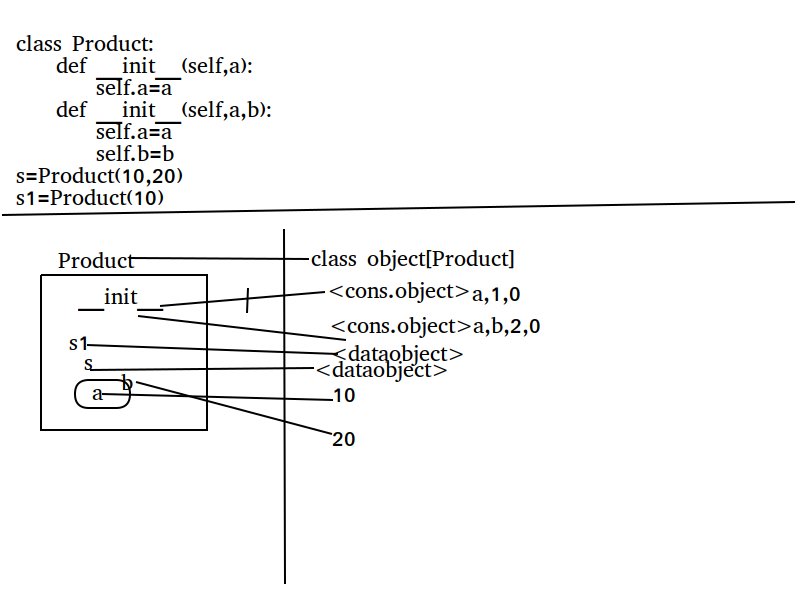 class Product:
def __init__(self,a):
self.a=a
def __init__(self,a,b):
self.a=a
self.b=b
s=Product(10,20)
s1=Product(10)
Product class object[Product]
__init__ <cons.object>a,1,0
<cons.object>a,b,2,0
s1 <dataobject>
s <dataobject>
b
a 10
20